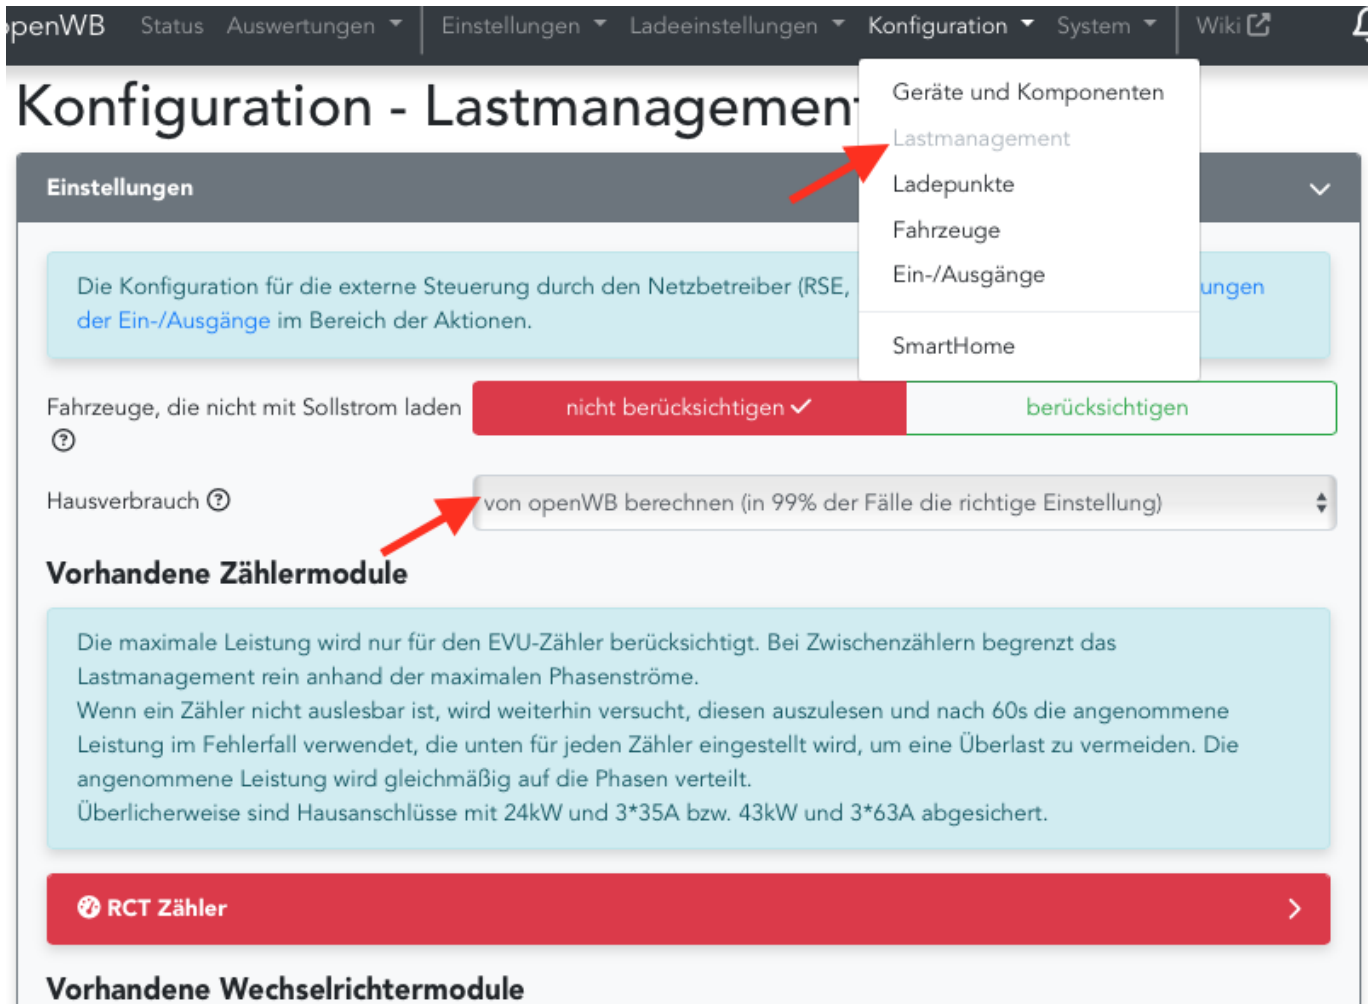 openWB Status Auswertungen Einstellungen Ladeeinstellungen Konfiguration System Wiki
Geräte und Komponenten
Lastmanagement
Ladepunkte
Fahrzeuge
Ein-/Ausgänge
SmartHome
Konfiguration - Lastmanagement
Einstellungen
Die Konfiguration für die externe Steuerung durch den Netzbetreiber (RSE, ungen
der Ein-/Ausgänge im Bereich der Aktionen.
Fahrzeuge, die nicht mit Sollstrom laden nicht berücksichtigen berücksichtigen
Hausverbrauch von openWB berechnen (in 99% der Fälle die richtige Einstellung)
Vorhandene Zählermodule
Die maximale Leistung wird nur für den EVU-Zähler berücksichtigt. Bei Zwischenzählern begrenzt das
Lastmanagement rein anhand der maximalen Phasenströme.
Wenn ein Zähler nicht auslesbar ist, wird weiterhin versucht, diesen auszulesen und nach 60s die angenommene
Leistung im Fehlerfall verwendet, die unten für jeden Zähler eingestellt wird, um eine Überlast zu vermeiden. Die
angenommene Leistung wird gleichmäßig auf die Phasen verteilt.
Überlicherweise sind Hausanschlüsse mit 24kW und 3*35A bzw. 43kW und 3*63A abgesichert.
RCT Zähler
Vorhandene Wechselrichtermodule